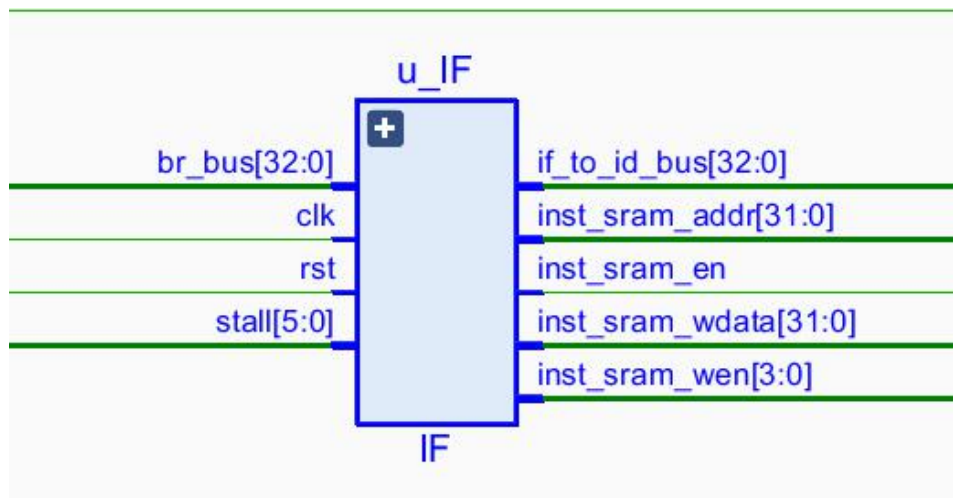 u_IF
br_bus[32:0]
if_to_id_bus[32:0]
clk
inst_sram_addr[31:0]
rst
inst_sram_en
stall[5:0]
inst_sram_wdata[31:0]
inst_sram_wen[3:0]
IF